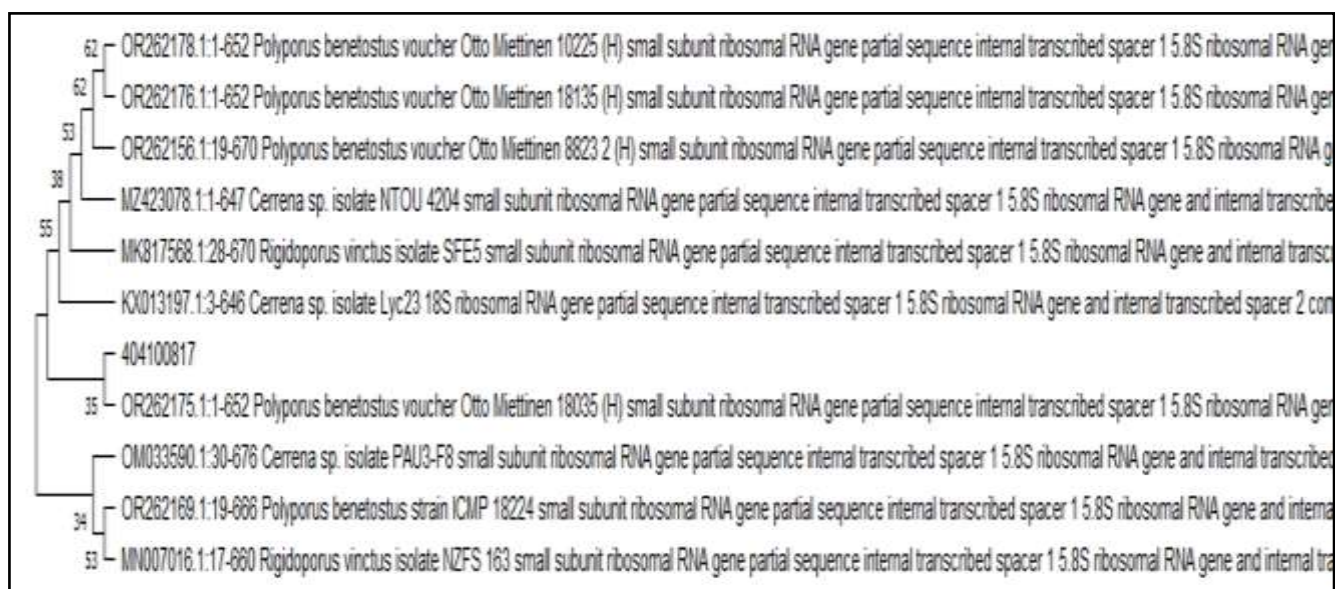 62 OR262178.1:1-652 Polyporus benetostus voucher Otto Miettinen 10225 (H) small subunit ribosomal RNA gene partial sequence internal transcribed spacer 1 5.8S ribosomal RNA gen
62 OR262176.1:1-652 Polyporus benetostus voucher Otto Miettinen 18135 (H) small subunit ribosomal RNA gene partial sequence internal transcribed spacer 1 5.8S ribosomal RNA gen
53 OR262156.1:19-670 Polyporus benetostus voucher Otto Miettinen 8823 2 (H) small subunit ribosomal RNA gene partial sequence internal transcribed spacer 1 5.8S ribosomal RNA g
38 MZ423078.1:1-647 Cerrena sp. isolate NTOU 4204 small subunit ribosomal RNA gene partial sequence internal transcribed spacer 1 5.8S ribosomal RNA gene and internal transcribe
55 MK817568.1:28-670 Rigidoporus vinctus isolate SFE5 small subunit ribosomal RNA gene partial sequence internal transcribed spacer 1 5.8S ribosomal RNA gene and internal transcr
KX013197.1:3-646 Cerrena sp. isolate Lyc23 18S ribosomal RNA gene partial sequence internal transcribed spacer 1 5.8S ribosomal RNA gene and internal transcribed spacer 2 com
404100817
35 OR262175.1:1-652 Polyporus benetostus voucher Otto Miettinen 18035 (H) small subunit ribosomal RNA gene partial sequence internal transcribed spacer 1 5.8S ribosomal RNA gen
OM033590.1:30-676 Cerrena sp. isolate PAU3-F8 small subunit ribosomal RNA gene partial sequence internal transcribed spacer 1 5.8S ribosomal RNA gene and internal transcribed
34 OR262169.1:19-666 Polyporus benetostus strain ICMP 18224 small subunit ribosomal RNA gene partial sequence internal transcribed spacer 1 5.8S ribosomal RNA gene and interna
53 MN007016.1:17-660 Rigidoporus vinctus isolate NZFS 163 small subunit ribosomal RNA gene partial sequence internal transcribed spacer 1 5.8S ribosomal RNA gene and internal tra